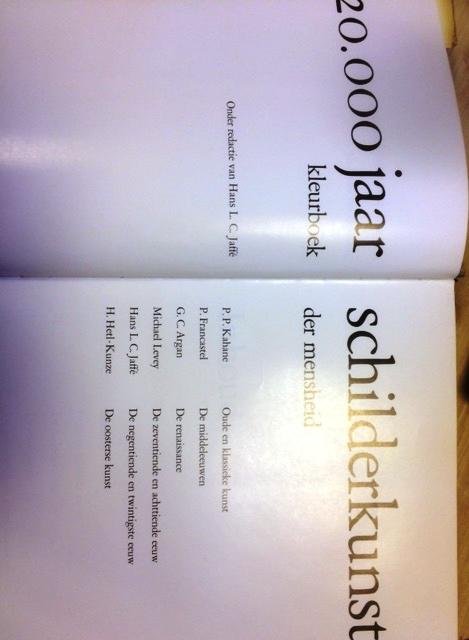 20.000 jaar schilderkunst
kleurboek der mensheid
Onder redactie van Hans L. C. Jaffé
P. P. Kahane Oude en klassieke kunst
P. Francastel De middeleeuwen
G. C. Argan De renaissance
Michael Levey De zeventiende en achttiende eeuw
Hans L. C. Jaffé De negentiende en twintigste eeuw
H. Hetl-Kunze De oosterse kunst